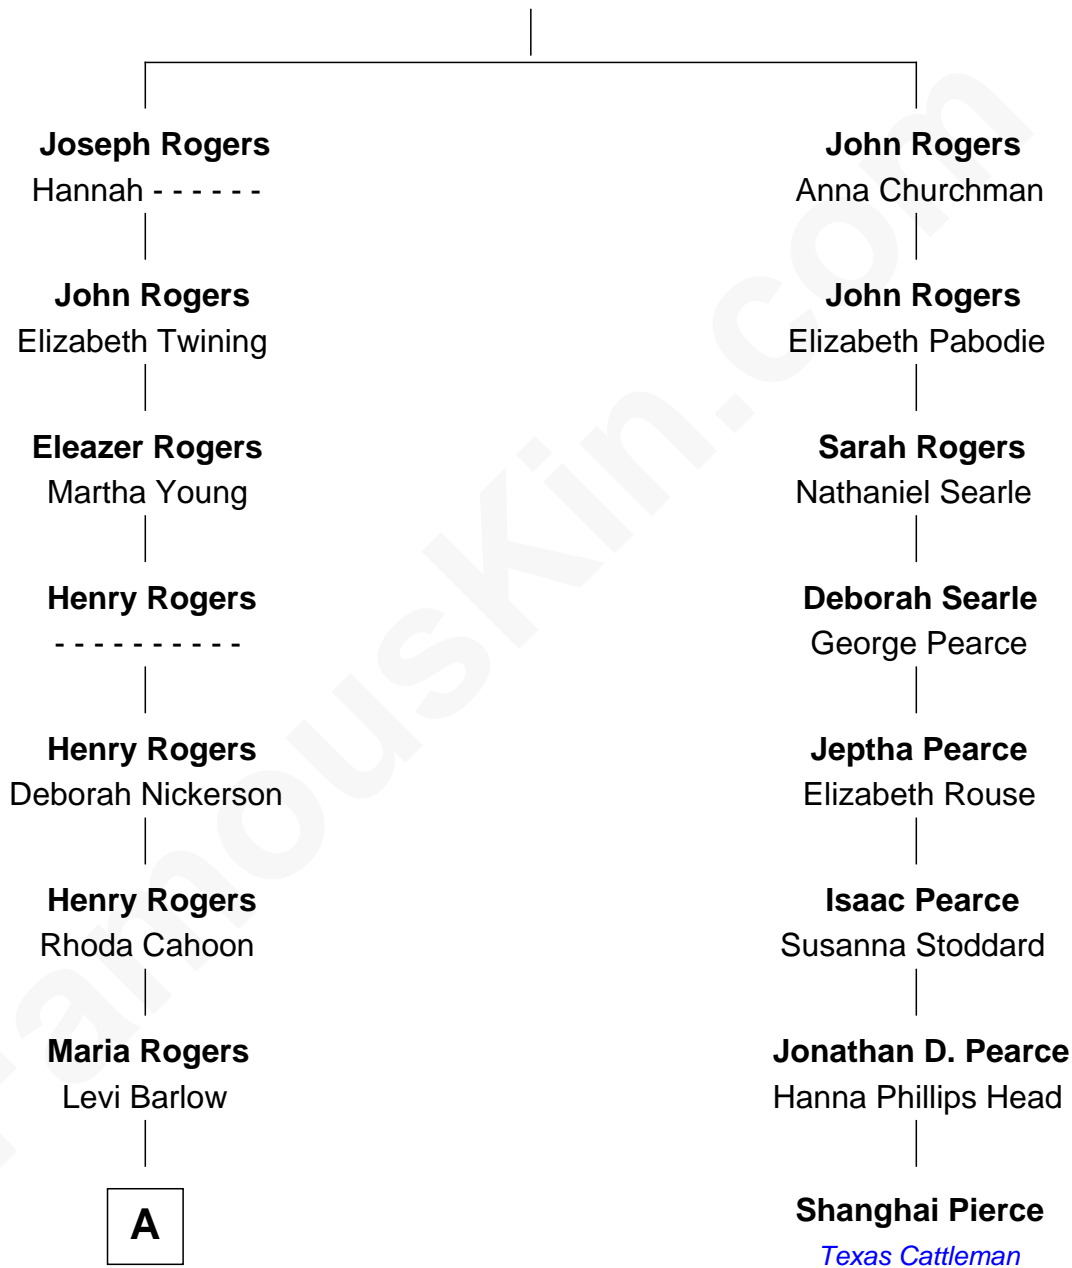 Joseph Rogers
Hannah - - - - - -
John Rogers
Elizabeth Twining
Eleazer Rogers
Martha Young
Henry Rogers
- - - - - - - - - -
Henry Rogers
Deborah Nickerson
Henry Rogers
Rhoda Cahoon
Maria Rogers
Levi Barlow
A
John Rogers
Anna Churchman
John Rogers
Elizabeth Pabodie
Sarah Rogers
Nathaniel Searle
Deborah Searle
George Pearce
Jeptha Pearce
Elizabeth Rouse
Isaac Pearce
Susanna Stoddard
Jonathan D. Pearce
Hanna Phillips Head
Shanghai Pierce
Texas Cattleman
FamousKin.com